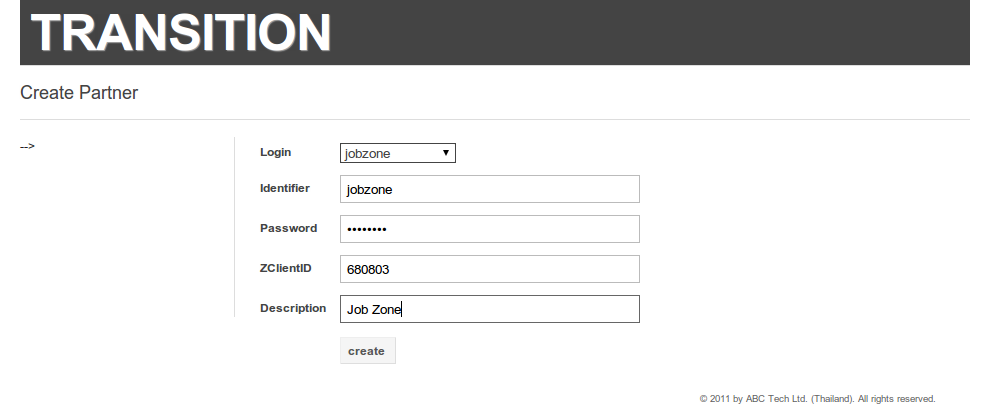 TRANSITION
Create Partner
-->
Login jobzone ▼
Identifier jobzone
Password ••••••••
ZClientID 680803
Description Job Zone
create
© 2011 by ABC Tech Ltd. (Thailand). All rights reserved.